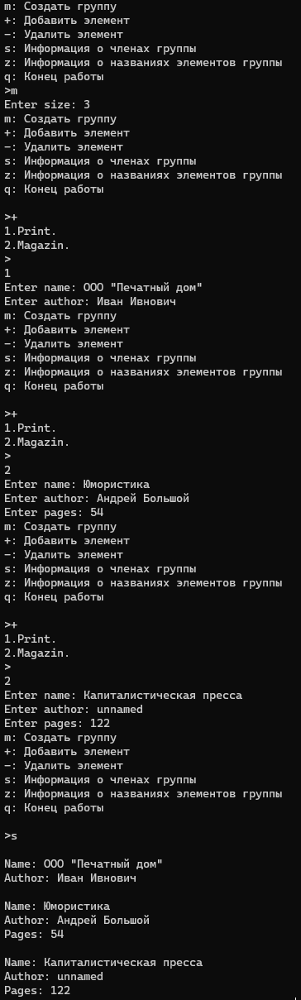 m: Создать группу
+: Добавить элемент
-: Удалить элемент
s: Информация о членах группы
z: Информация о названиях элементов группы
q: Конец работы
>m
Enter size: 3
m: Создать группу
+: Добавить элемент
-: Удалить элемент
s: Информация о членах группы
z: Информация о названиях элементов группы
q: Конец работы
>+
1.Print.
2.Magazin.
>
1
Enter name: ООО "Печатный дом"
Enter author: Иван Ивнович
m: Создать группу
+: Добавить элемент
-: Удалить элемент
s: Информация о членах группы
z: Информация о названиях элементов группы
q: Конец работы
>+
1.Print.
2.Magazin.
>
2
Enter name: Юмористика
Enter author: Андрей Большой
Enter pages: 54
m: Создать группу
+: Добавить элемент
-: Удалить элемент
s: Информация о членах группы
z: Информация о названиях элементов группы
q: Конец работы
>+
1.Print.
2.Magazin.
>
2
Enter name: Капиталистическая пресса
Enter author: unnamed
Enter pages: 122
m: Создать группу
+: Добавить элемент
-: Удалить элемент
s: Информация о членах группы
z: Информация о названиях элементов группы
q: Конец работы
>s
Name: ООО "Печатный дом"
Author: Иван Ивнович
Name: Юмористика
Author: Андрей Большой
Pages: 54
Name: Капиталистическая пресса
Author: unnamed
Pages: 122